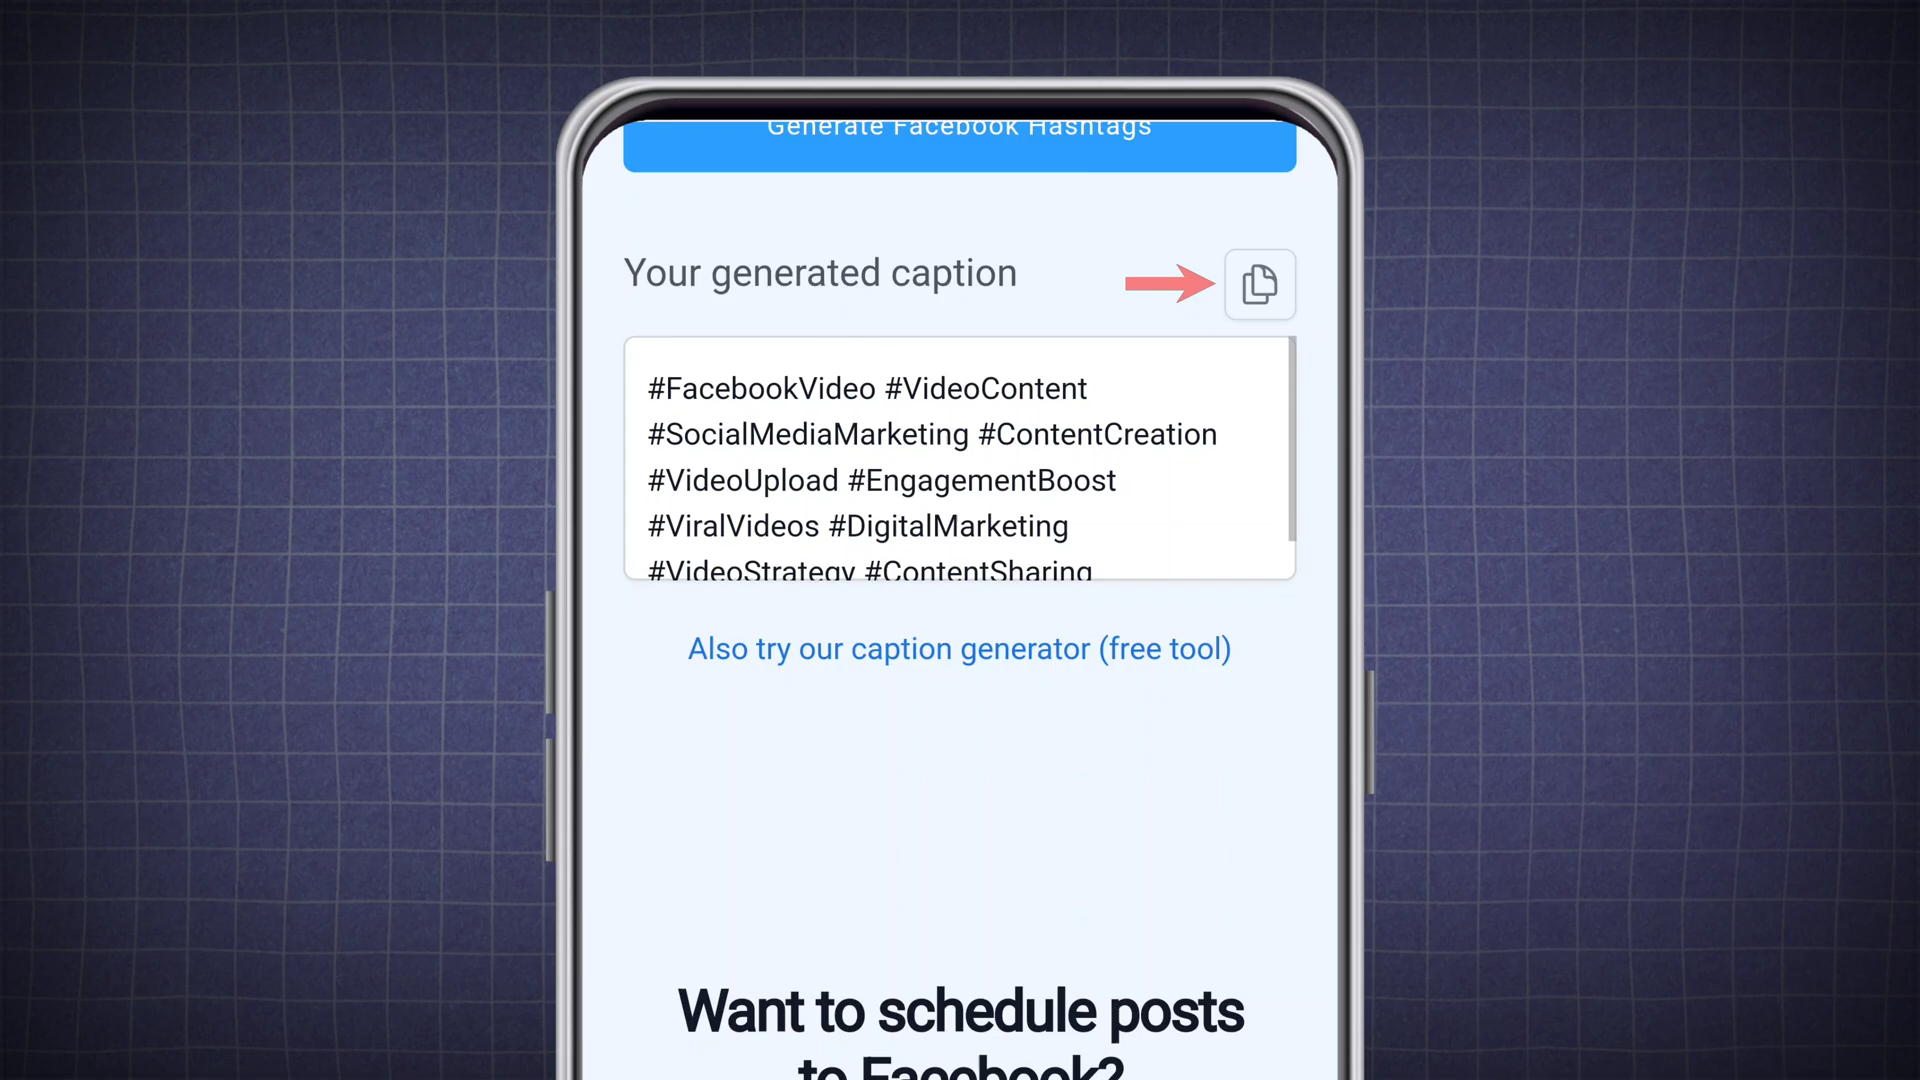 Generate Facebook Hashtags
Your generated caption
#FacebookVideo #VideoContent
#SocialMediaMarketing #ContentCreation
#VideoUpload #EngagementBoost
#ViralVideos #DigitalMarketing
#VideoStrategy #ContentSharing
Also try our caption generator (free tool)
Want to schedule posts
to Facebook?